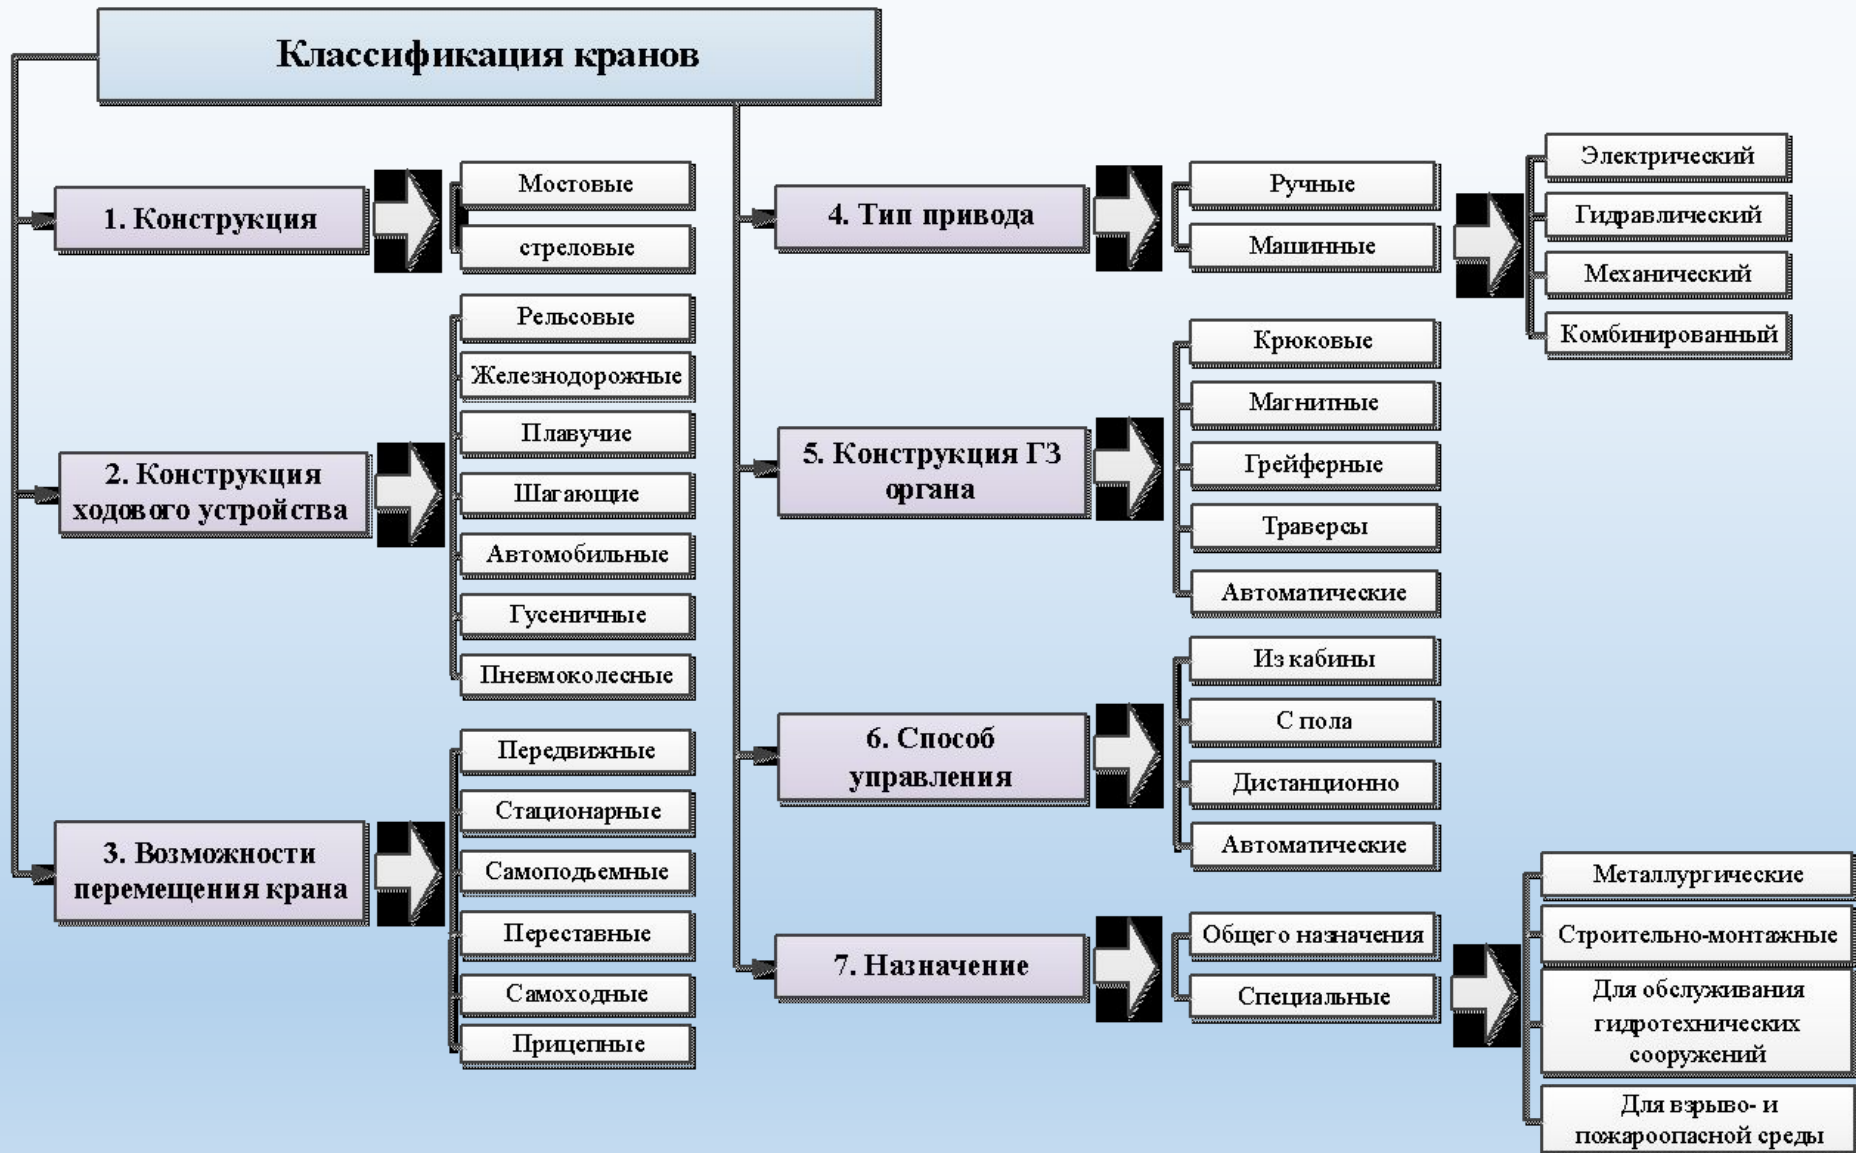 Классификация кранов
1. Конструкция
Мостовые
стреловые
2. Конструкция
ходового устройства
Рельсовые
Железнодорожные
Плавучие
Шагающие
Автомобильные
Гусеничные
Пневмоколесные
3. Возможности
перемещения крана
Передвижные
Стационарные
Самоподьемные
Переставные
Самоходные
Прицепные
4. Тип привода
Ручные
Машинные
Электрический
Гидравлический
Механический
Комбинированный
5. Конструкция ГЗ
органа
Крюковые
Магнитные
Грейферные
Траверсы
Автоматические
6. Способ
управления
Из кабины
С пола
Дистанционно
Автоматические
7. Назначение
Общего назначения
Специальные
Металлургические
Строительно-монтажные
Для обслуживания
гидротехнических
сооружений
Для взрыво- и
пожароопасной среды